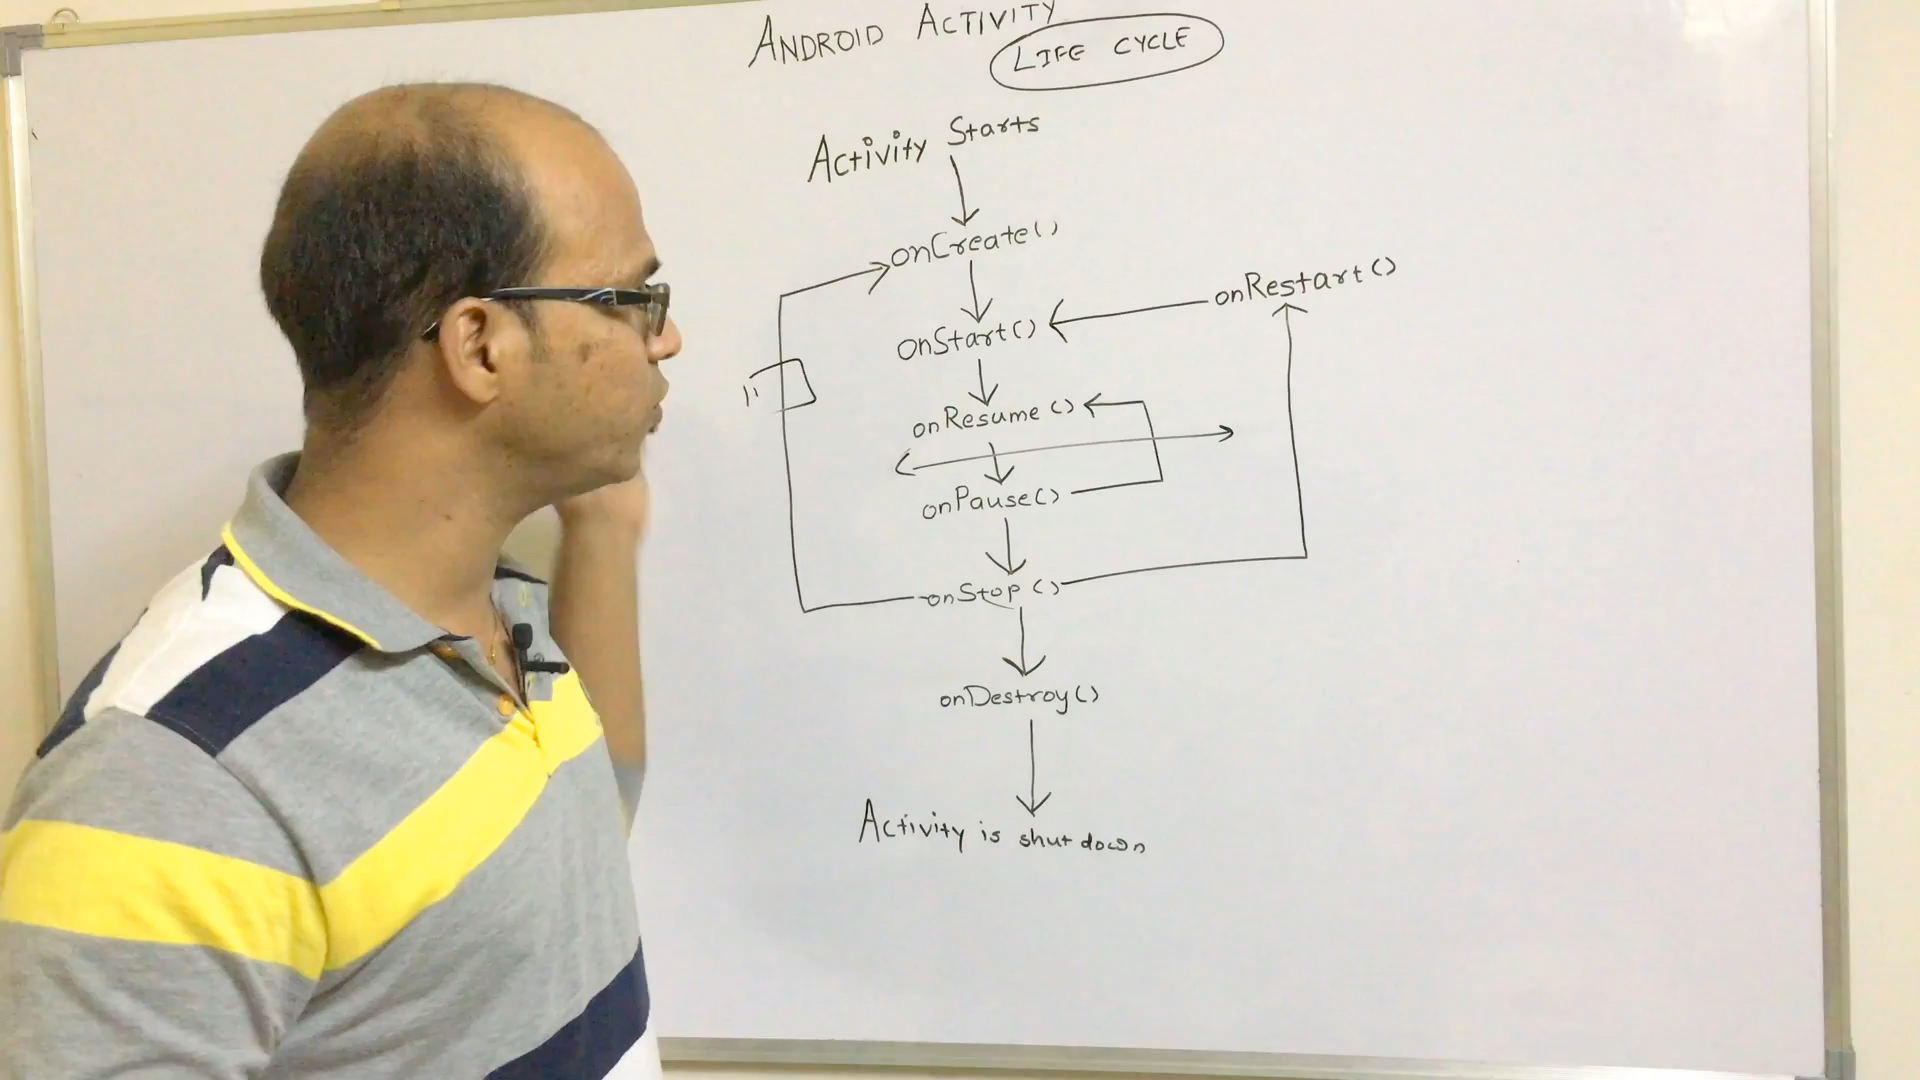 ANDROID ACTIVITY
LIFE CYCLE
Activity Starts
onCreate()
onRestart()
onStart()
onResume()
onPause()
onStop()
onDestroy()
Activity is shut down